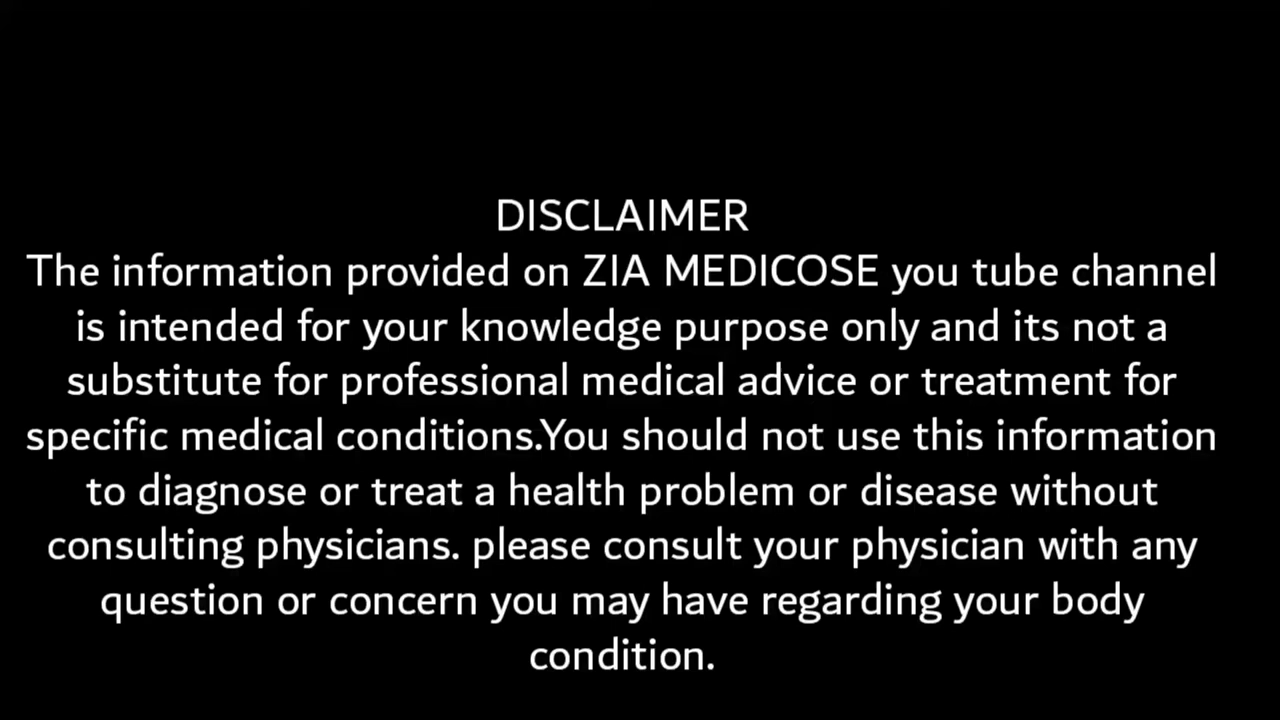 DISCLAIMER
The information provided on ZIA MEDICOSE you tube channel
is intended for your knowledge purpose only and its not a
substitute for professional medical advice or treatment for
specific medical conditions.You should not use this information
to diagnose or treat a health problem or disease without
consulting physicians. please consult your physician with any
question or concern you may have regarding your body
condition.